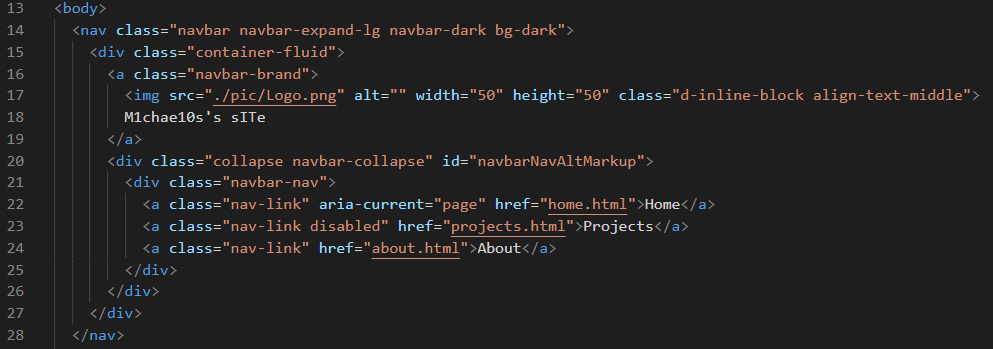 13 <body>
14 <nav class="navbar navbar-expand-lg navbar-dark bg-dark">
15 <div class="container-fluid">
16 <a class="navbar-brand">
17 <img src="./pic/Logo.png" alt="" width="50" height="50" class="d-inline-block align-text-middle">
18 M1chae10s's sITe
19 </a>
20 <div class="collapse navbar-collapse" id="navbarNavAltMarkup">
21 <div class="navbar-nav">
22 <a class="nav-link" aria-current="page" href="home.html">Home</a>
23 <a class="nav-link disabled" href="projects.html">Projects</a>
24 <a class="nav-link" href="about.html">About</a>
25 </div>
26 </div>
27 </div>
28 </nav>